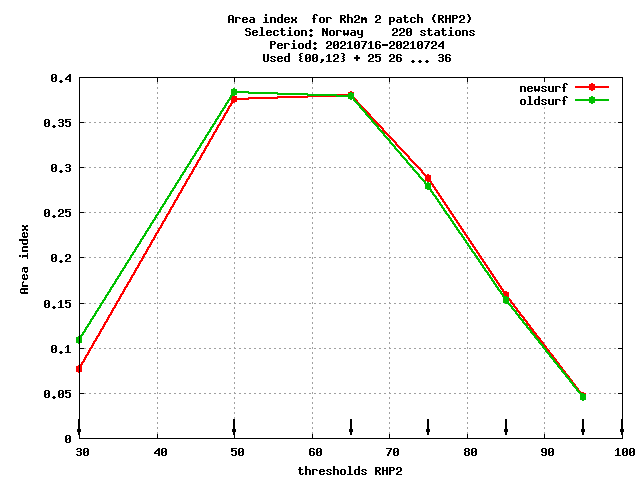 Area index  for Rh2m 2 patch (RHP2)
Selection: Norway    220 stations
Period: 20210716-20210724
Used {00,12} + 25 26 ... 36
newsurf
oldsurf
0.4
0.35
0.3
0.25
0.2
0.15
0.1
0.05
0
Area index
30 40 50 60 70 80 90 100
thresholds RHP2